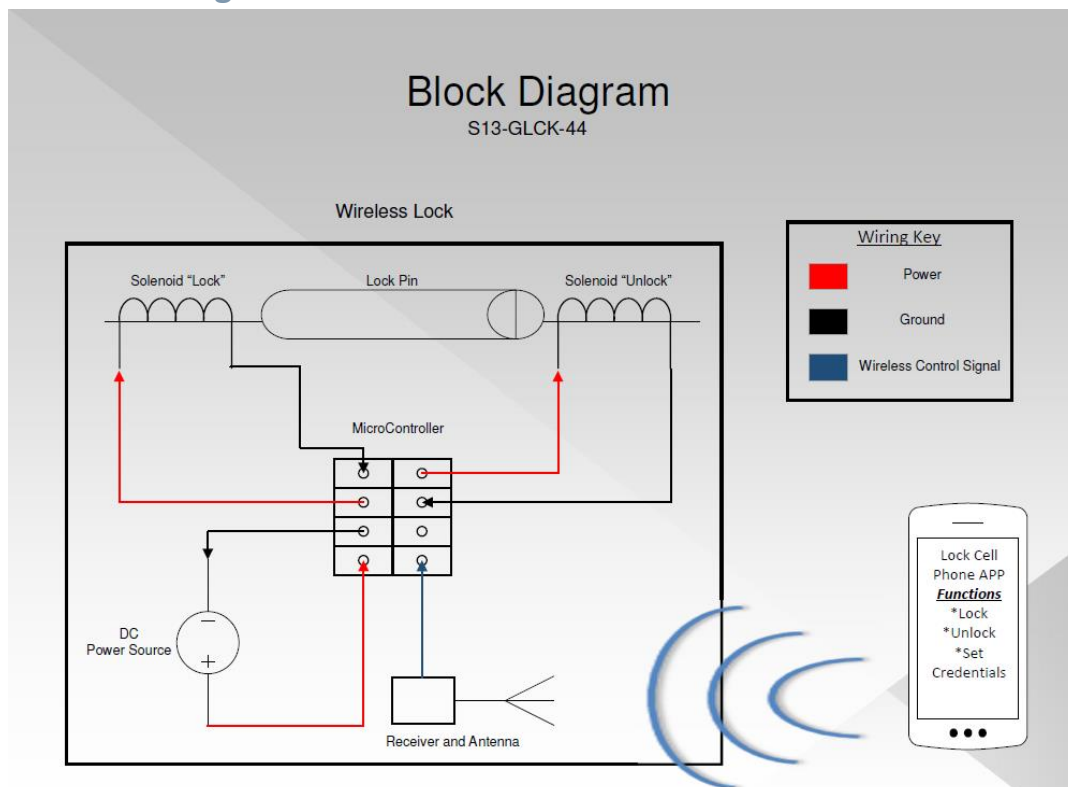 Block Diagram
S13-GLCK-44
Wireless Lock
Solenoid “Lock”
Lock Pin
Solenoid “Unlock”
MicroController
DC
Power Source
Receiver and Antenna
Wiring Key
Power
Ground
Wireless Control Signal
Lock Cell
Phone APP
Functions
*Lock
*Unlock
*Set
Credentials